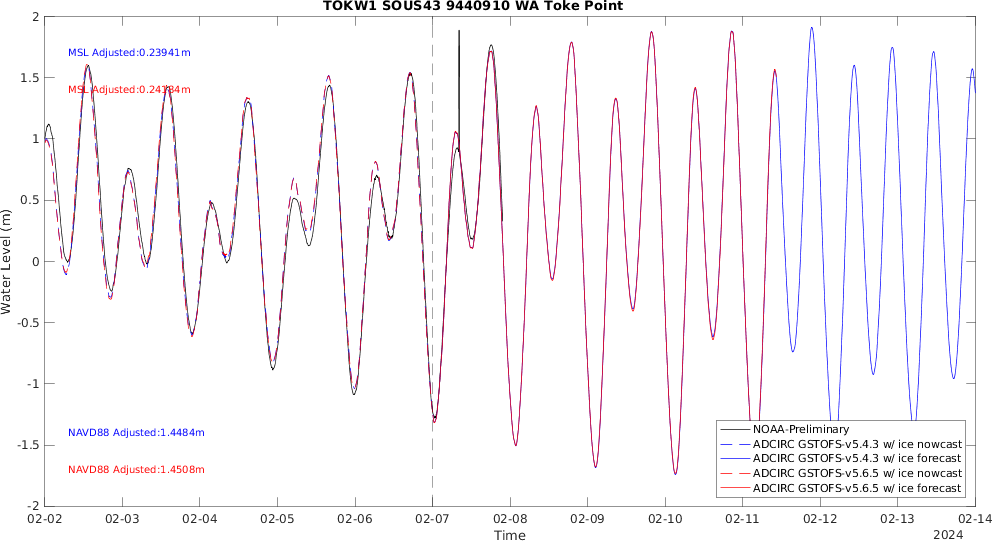 TOKW1 SOUS43 9440910 WA Toke Point
2
1.5
1
0.5
0
-0.5
-1
-1.5
-2
Water Level (m)
MSL Adjusted:0.23941m
MSL Adjusted:0.24184m
NAVD88 Adjusted:1.4484m
NAVD88 Adjusted:1.4508m
NOAA-Preliminary
ADCIRC GSTOFS-v5.4.3 w/ ice nowcast
ADCIRC GSTOFS-v5.4.3 w/ ice forecast
ADCIRC GSTOFS-v5.6.5 w/ ice nowcast
ADCIRC GSTOFS-v5.6.5 w/ ice forecast
02-02 02-03 02-04 02-05 02-06 02-07 02-08 02-09 02-10 02-11 02-12 02-13 02-14
Time
2024